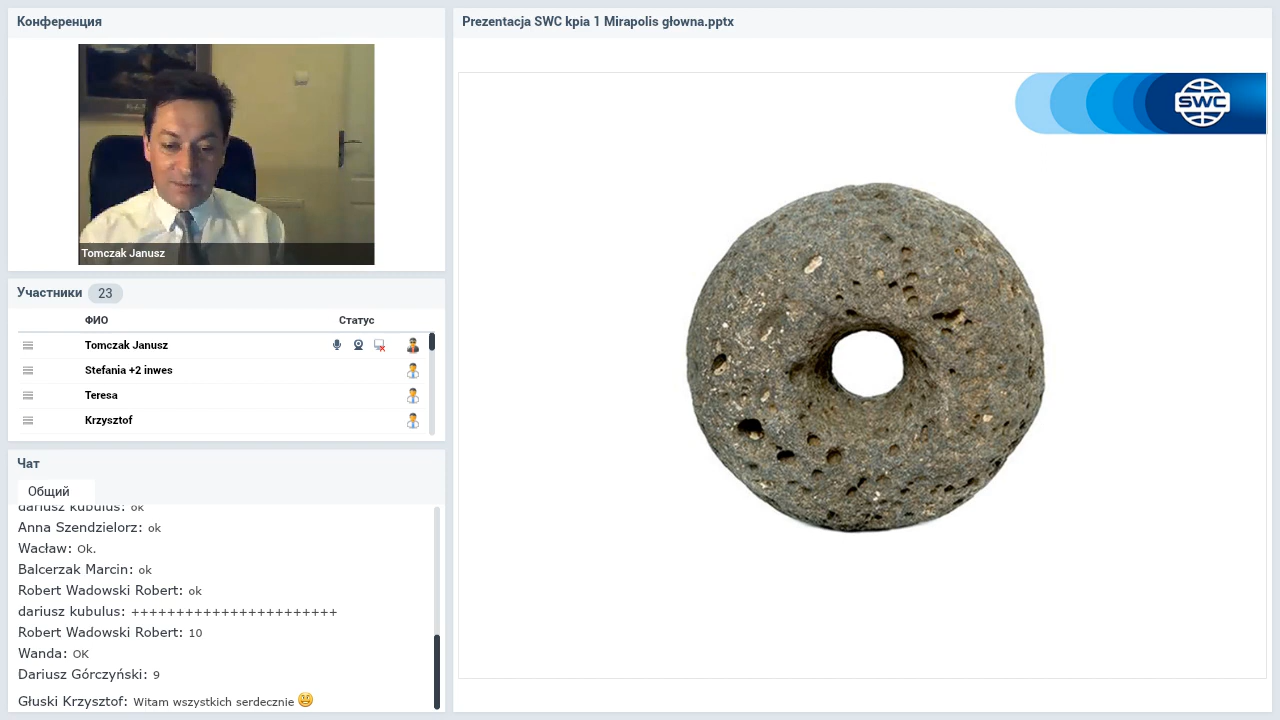 Конференция
Tomczak Janusz
Участники 23
ФИО Статус
Tomczak Janusz
Stefania +2 inwes
Teresa
Krzysztof
Чат
Общий
dariusz kubulus: ok
Anna Szendzielorz: ok
Wacław: Ok.
Balcerzak Marcin: ok
Robert Wadowski Robert: ok
dariusz kubulus: +++++++++++++++++++++++
Robert Wadowski Robert: 10
Wanda: OK
Dariusz Górczyński: 9
Głuski Krzysztof: Witam wszystkich serdecznie
Prezentacja SWC kpia 1 Mirapolis głowna.pptx
SWC